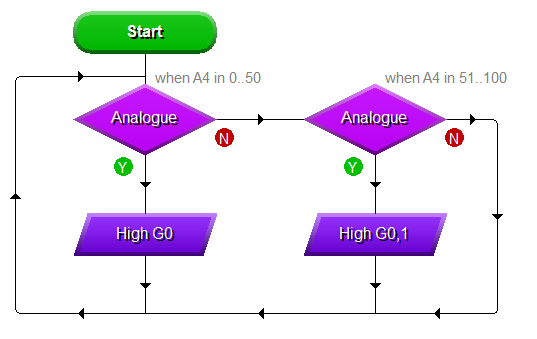 Start
when A4 in 0..50
when A4 in 51..100
Analogue
Analogue
N
N
Y
Y
High G0
High G0,1